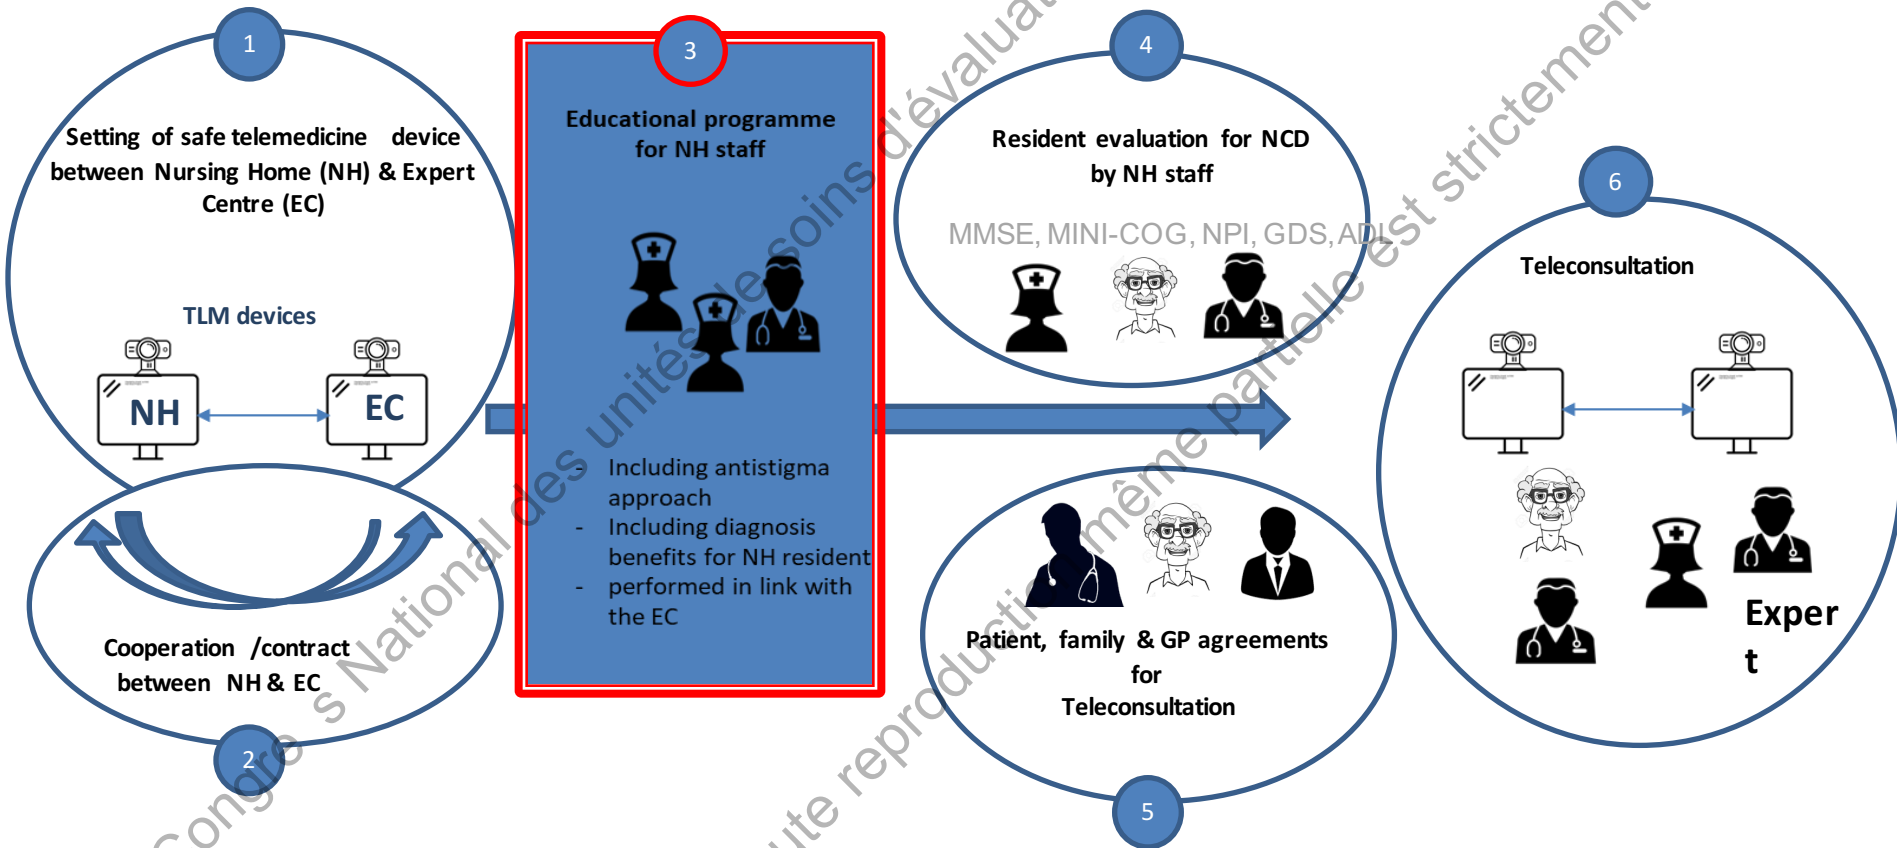 1
Setting of safe telemedicine device
between Nursing Home (NH) & Expert
Centre (EC)
TLM devices
NH
EC
Cooperation /contract
between NH & EC
2
3
Educational programme
for NH staff
- Including antistigma
approach
- Including diagnosis
benefits for NH resident
- performed in link with
the EC
4
Resident evaluation for NCD
by NH staff
MMSE, MINI-COG, NPI, GDS, ADL
Patient, family & GP agreements
for
Teleconsultation
5
6
Teleconsultation
Exper
t
Congrè s National des unités de soins d'évaluat
ute reproduction même partielle est strictement